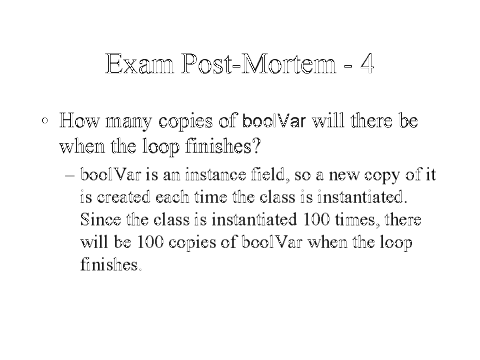 Exam Post-Mortem - 4
◦ How many copies of boolVar will there be
when the loop finishes?
– boolVar is an instance field, so a new copy of it
is created each time the class is instantiated.
Since the class is instantiated 100 times, there
will be 100 copies of boolVar when the loop
finishes.